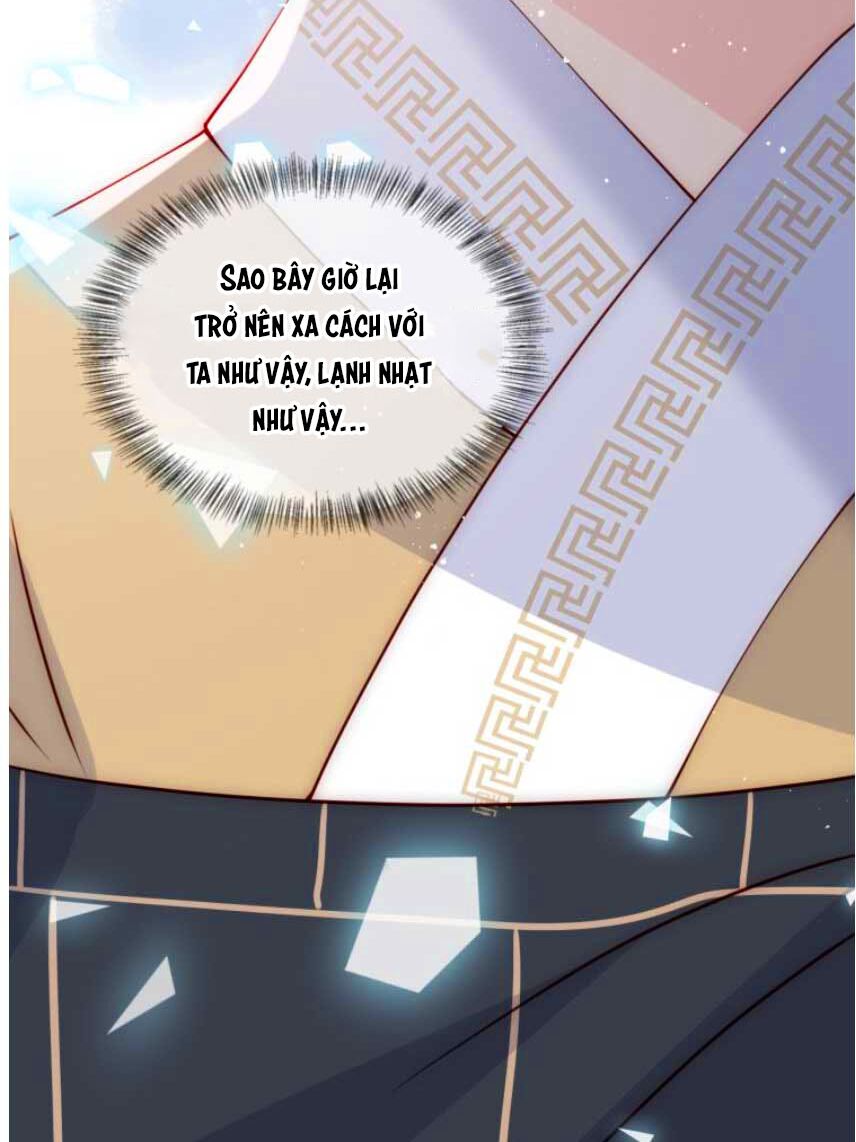 SAO BÂY GIỜ LẠI
TRỞ NÊN XA CÁCH VỚI
TA NHƯ VẬY, LẠNH NHẠT
NHƯ VẬY...